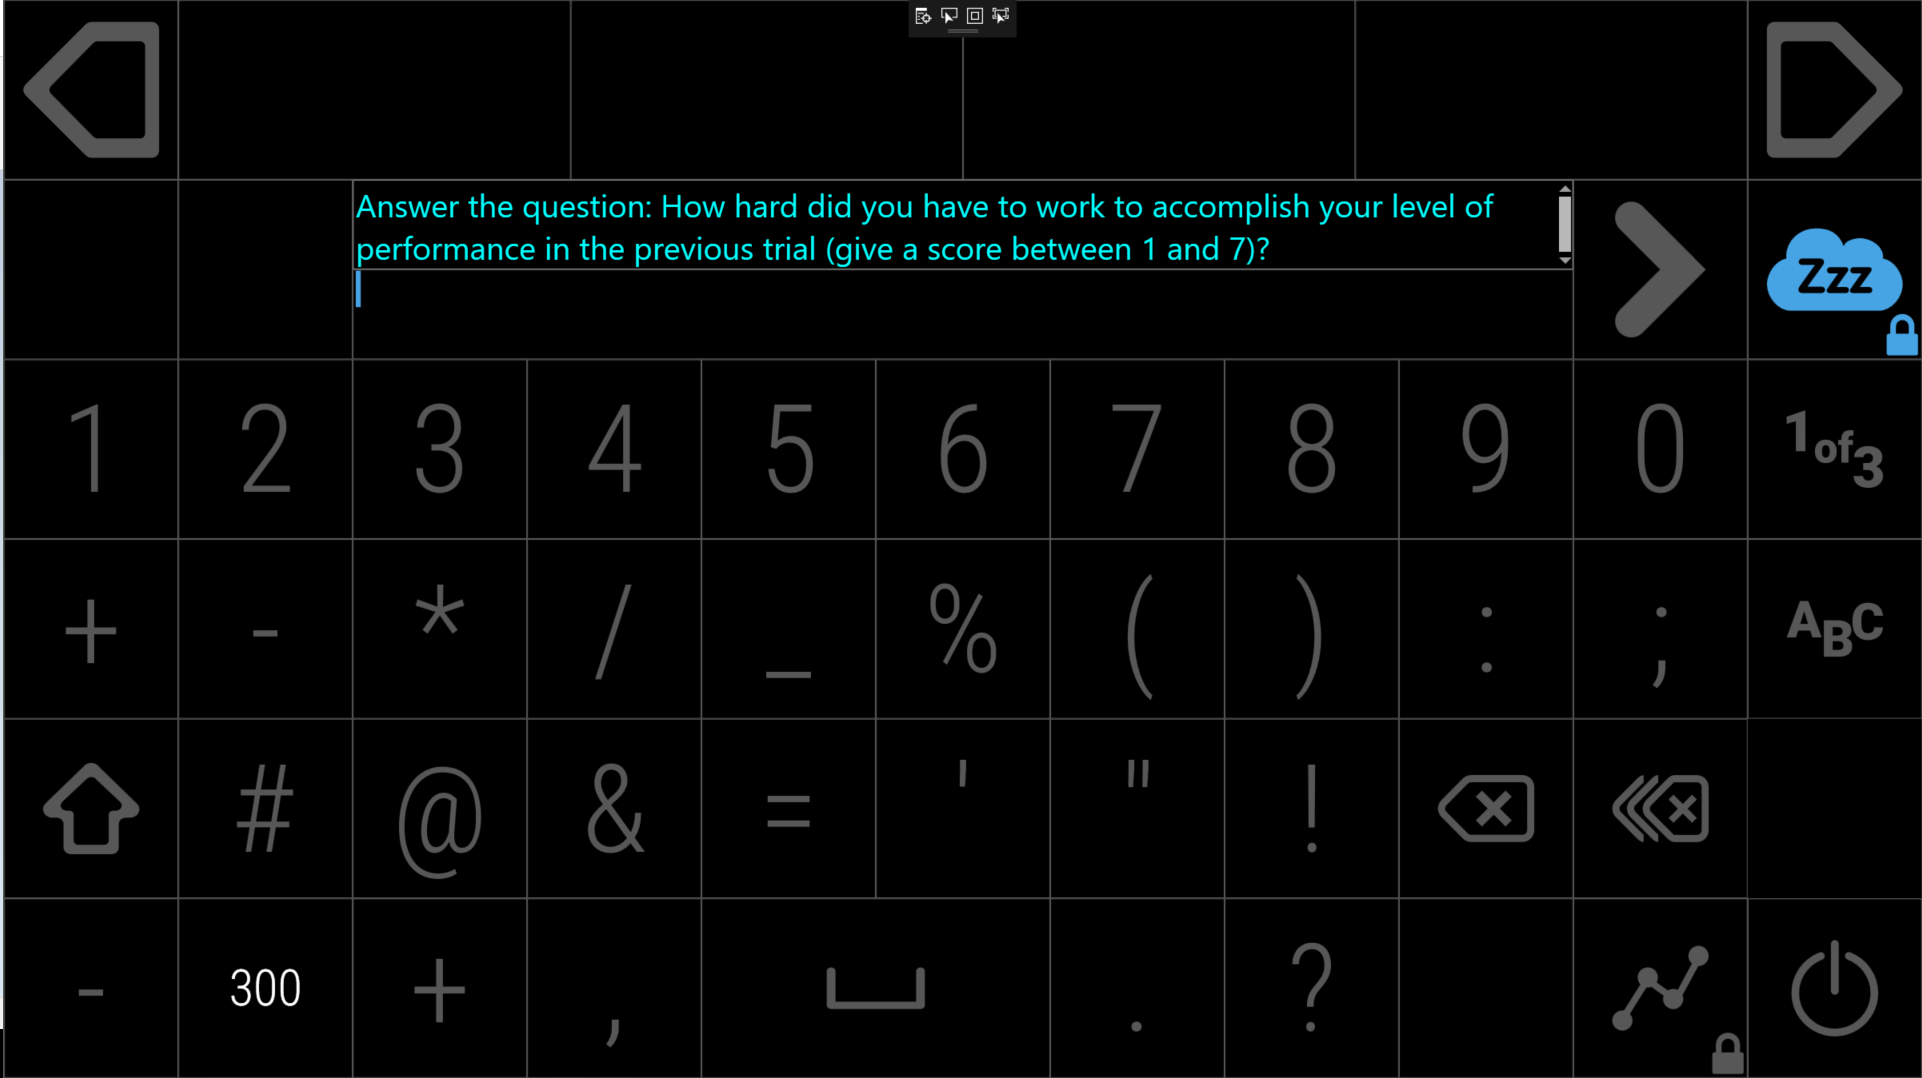 Answer the question: How hard did you have to work to accomplish your level of
performance in the previous trial (give a score between 1 and 7)?
Zzz
1 2 3 4 5 6 7 8 9 0 1of3
+ - * / _ % ( ) : ; ABC
# @ & = ' " !
- 300 + , . ?